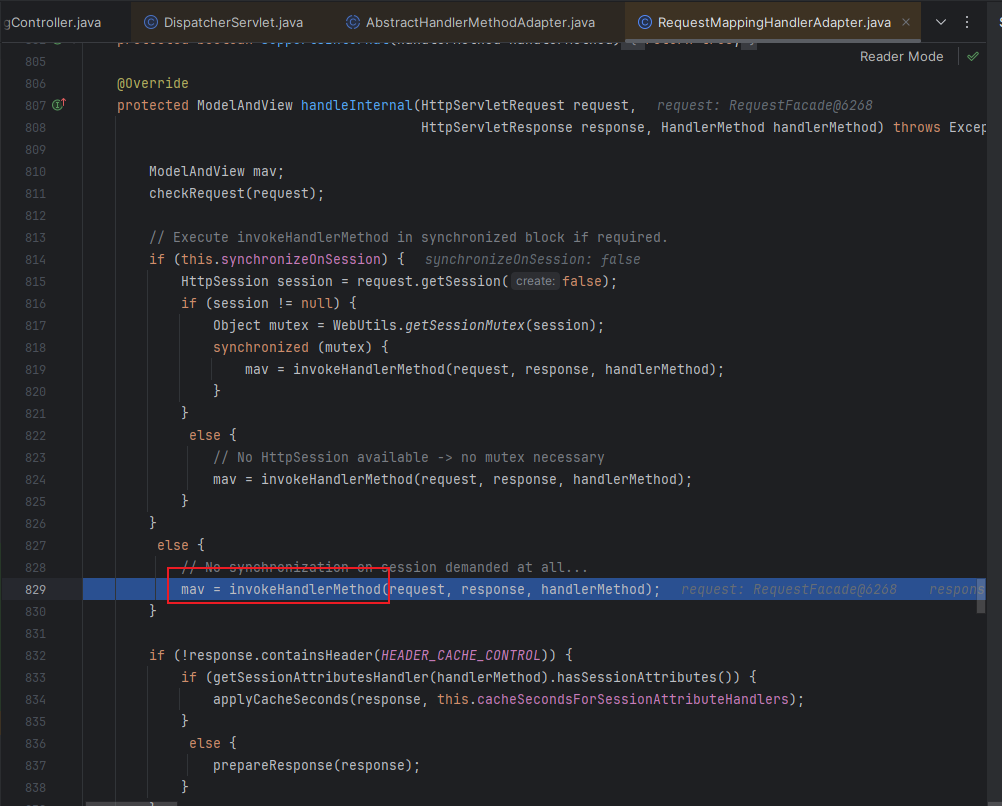 gController.java DispatcherServlet.java AbstractHandlerMethodAdapter.java RequestMappingHandlerAdapter.java
Reader Mode
805
806 @Override
807 protected ModelAndView handleInternal(HttpServletRequest request, request: RequestFacade@6268
808 HttpServletResponse response, HandlerMethod handlerMethod) throws Excep
809
810 ModelAndView mav;
811 checkRequest(request);
812
813 // Execute invokeHandlerMethod in synchronized block if required.
814 if (this.synchronizeOnSession) { synchronizeOnSession: false
815 HttpSession session = request.getSession( create: false);
816 if (session != null) {
817 Object mutex = WebUtils.getSessionMutex(session);
818 synchronized (mutex) {
819 mav = invokeHandlerMethod(request, response, handlerMethod);
820 }
821 }
822 else {
823 // No HttpSession available -> no mutex necessary
824 mav = invokeHandlerMethod(request, response, handlerMethod);
825 }
826 }
827 else {
828 // No synchronization on session demanded at all...
829 mav = invokeHandlerMethod(request, response, handlerMethod); request: RequestFacade@6268 respons
830 }
831
832 if (!response.containsHeader(HEADER_CACHE_CONTROL)) {
833 if (getSessionAttributesHandler(handlerMethod).hasSessionAttributes()) {
834 applyCacheSeconds(response, this.cacheSecondsForSessionAttributeHandlers);
835 }
836 else {
837 prepareResponse(response);
838 }